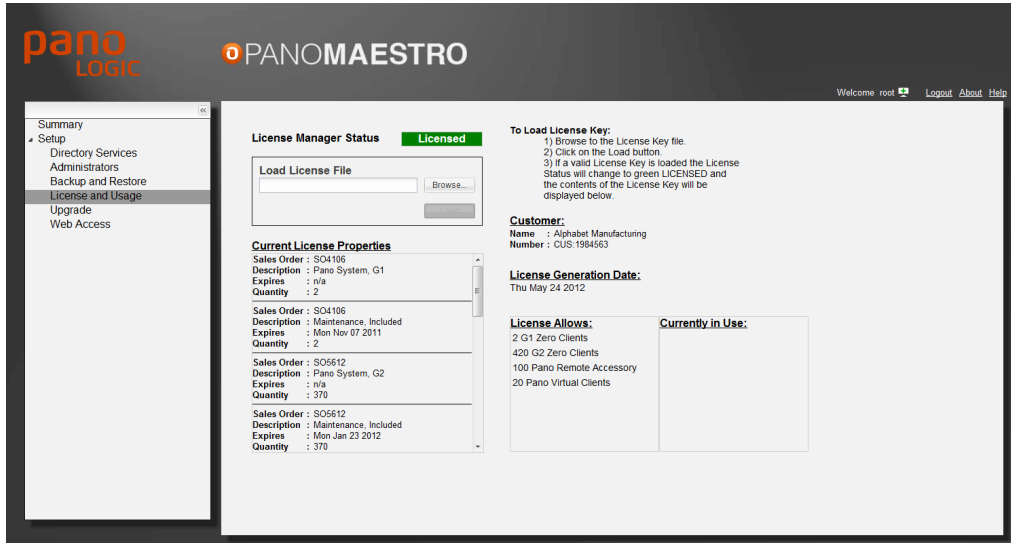 pano
LOGIC
PANOMAESTRO
Welcome root Logout About Help
Summary
Setup
Directory Services
Administrators
Backup and Restore
License and Usage
Upgrade
Web Access
License Manager Status Licensed
Load License File
Browse...
Current License Properties
Sales Order : SO4106
Description : Pano System, G1
Expires : n/a
Quantity : 2
Sales Order : SO4106
Description : Maintenance, Included
Expires : Mon Nov 07 2011
Quantity : 2
Sales Order : SO5612
Description : Pano System, G2
Expires : n/a
Quantity : 370
Sales Order : SO5612
Description : Maintenance, Included
Expires : Mon Jan 23 2012
Quantity : 370
To Load License Key:
1) Browse to the License Key file.
2) Click on the Load button.
3) If a valid License Key is loaded the License
Status will change to green LICENSED and
the contents of the License Key will be
displayed below.
Customer:
Name : Alphabet Manufacturing
Number : CUS:1984563
License Generation Date:
Thu May 24 2012
License Allows:
2 G1 Zero Clients
420 G2 Zero Clients
100 Pano Remote Accessory
20 Pano Virtual Clients
Currently in Use: